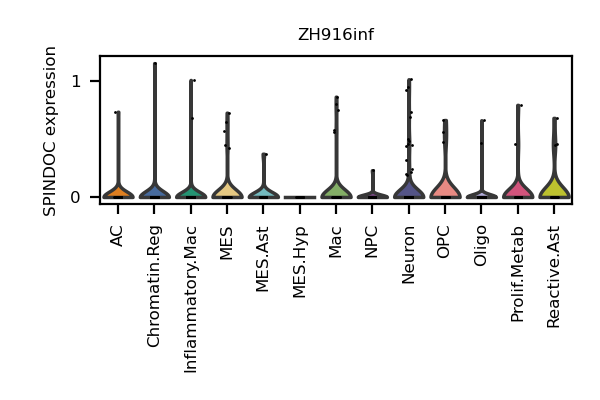 ZH916inf
SPINDOC expression
1
0
AC
Chromatin.Reg
Inflammatory.Mac
MES
MES.Ast
MES.Hyp
Mac
NPC
Neuron
OPC
Oligo
Prolif.Metab
Reactive.Ast